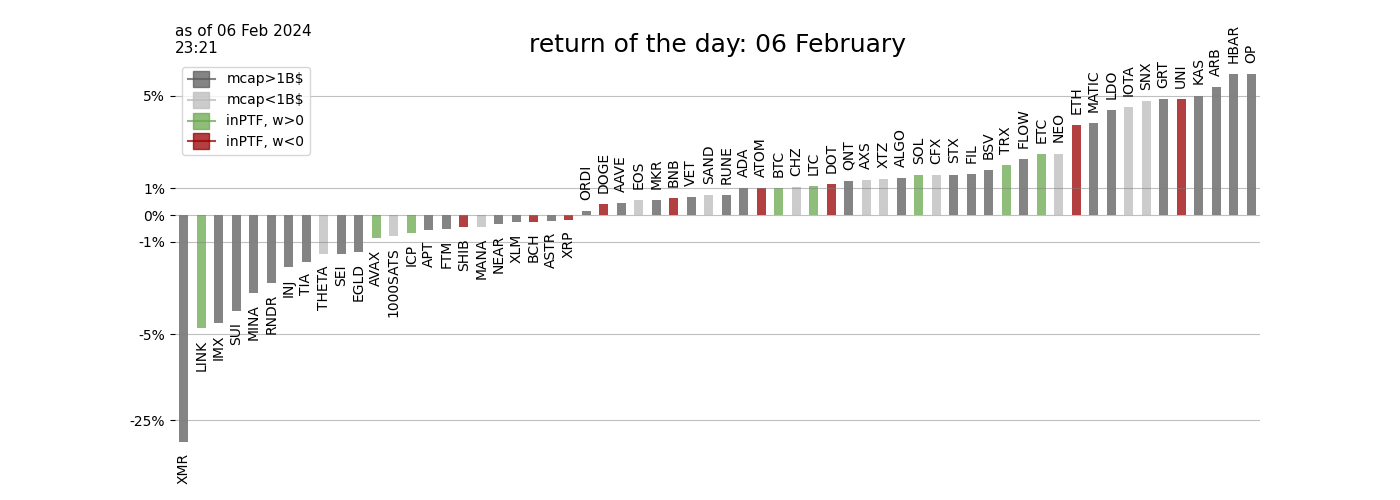 as of 06 Feb 2024
23:21
return of the day: 06 February
mcap>1B$
mcap<1B$
inPTF, w>0
inPTF, w<0
5%
1%
0%
-1%
-5%
-25%
XMR
LINK
IMX
SUI
MINA
RNDR
INJ
TIA
THETA
SEI
EGLD
AVAX
1000SATS
ICP
APT
FTM
SHIB
MANA
NEAR
XLM
BCH
ASTR
XRP
ORDI
DOGE
AAVE
EOS
MKR
BNB
VET
SAND
RUNE
ADA
ATOM
BTC
CHZ
LTC
DOT
QNT
AXS
XTZ
ALGO
SOL
CFX
STX
FIL
BSV
TRX
FLOW
ETC
NEO
ETH
MATIC
LDO
IOTA
SNX
GRT
UNI
KAS
ARB
HBAR
OP